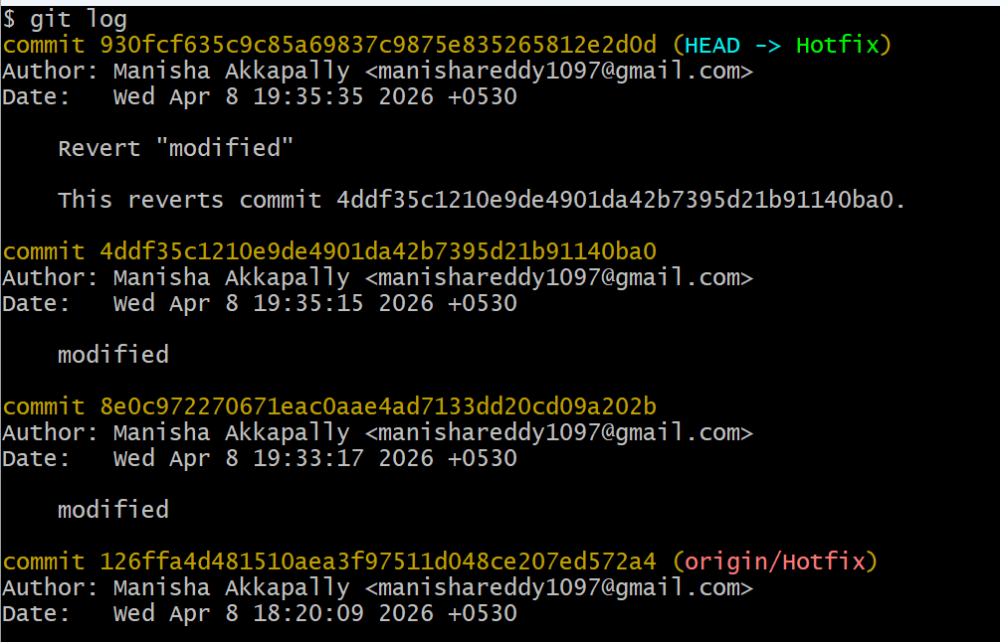 $ git log
commit 930fcf635c9c85a69837c9875e835265812e2d0d (HEAD -> Hotfix)
Author: Manisha Akkapally <manishareddy1097@gmail.com>
Date:   Wed Apr 8 19:35:35 2026 +0530
    Revert "modified"
    This reverts commit 4ddf35c1210e9de4901da42b7395d21b91140ba0.
commit 4ddf35c1210e9de4901da42b7395d21b91140ba0
Author: Manisha Akkapally <manishareddy1097@gmail.com>
Date:   Wed Apr 8 19:35:15 2026 +0530
    modified
commit 8e0c972270671eac0aae4ad7133dd20cd09a202b
Author: Manisha Akkapally <manishareddy1097@gmail.com>
Date:   Wed Apr 8 19:33:17 2026 +0530
    modified
commit 126ffa4d481510aea3f97511d048ce207ed572a4 (origin/Hotfix)
Author: Manisha Akkapally <manishareddy1097@gmail.com>
Date:   Wed Apr 8 18:20:09 2026 +0530